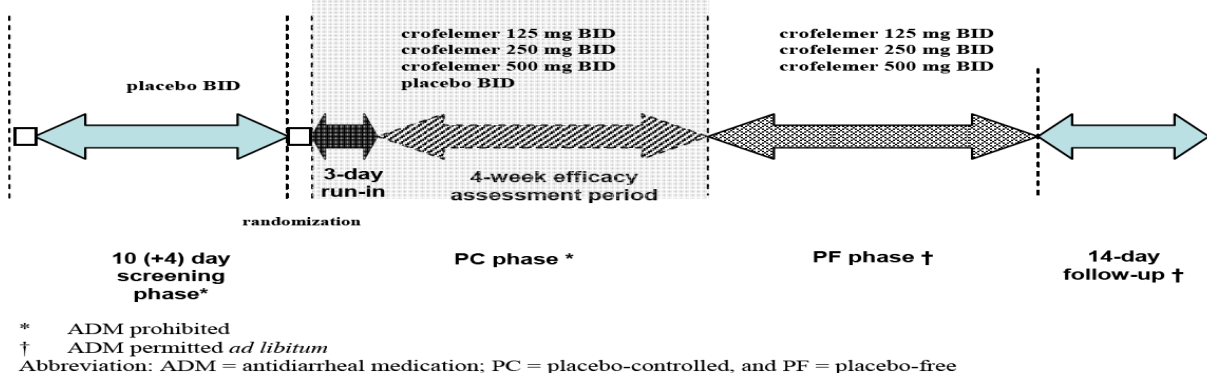 crofelemer 125 mg BID
crofelemer 250 mg BID
crofelemer 500 mg BID
placebo BID
crofelemer 125 mg BID
crofelemer 250 mg BID
crofelemer 500 mg BID
placebo BID
3-day
run-in
4-week efficacy
assessment period
randomization
10 (+4) day
screening
phase*
PC phase *
PF phase †
14-day
follow-up †
* ADM prohibited
† ADM permitted ad libitum
Abbreviation: ADM = antidiarrheal medication; PC = placebo-controlled, and PF = placebo-free